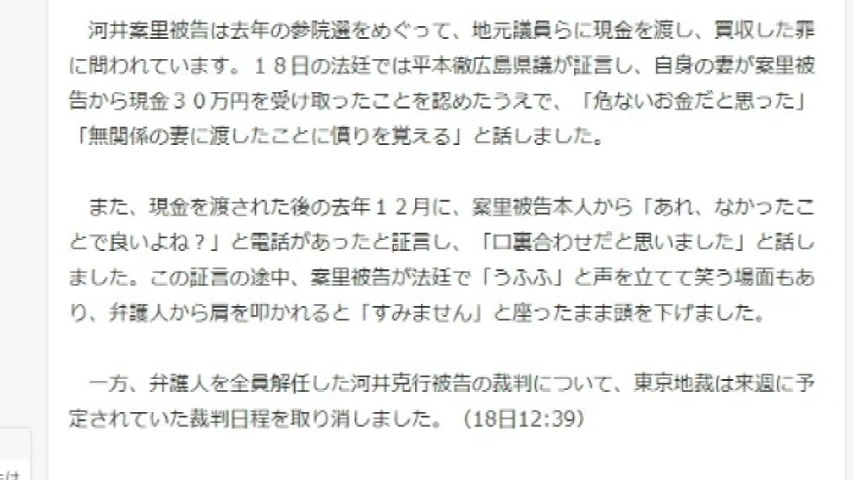 河井案里被告は去年の参院選をめぐって、地元議員らに現金を渡し、買収した罪
に問われています。１８日の法廷では平本徹広島県議が証言し、自身の妻が案里被
告から現金３０万円を受け取ったことを認めたうえで、「危ないお金だと思った」
「無関係の妻に渡したことに憤りを覚える」と話しました。
また、現金を渡された後の去年１２月に、案里被告本人から「あれ、なかったこ
とで良いよね？」と電話があったと証言し、「口裏合わせだと思いました」と話し
ました。この証言の途中、案里被告が法廷で「うふふ」と声を立てて笑う場面もあ
り、弁護人から肩を叩かれると「すみません」と座ったまま頭を下げました。
一方、弁護人を全員解任した河井克行被告の裁判について、東京地裁は来週に予
定されていた裁判日程を取り消しました。（18日12:39）